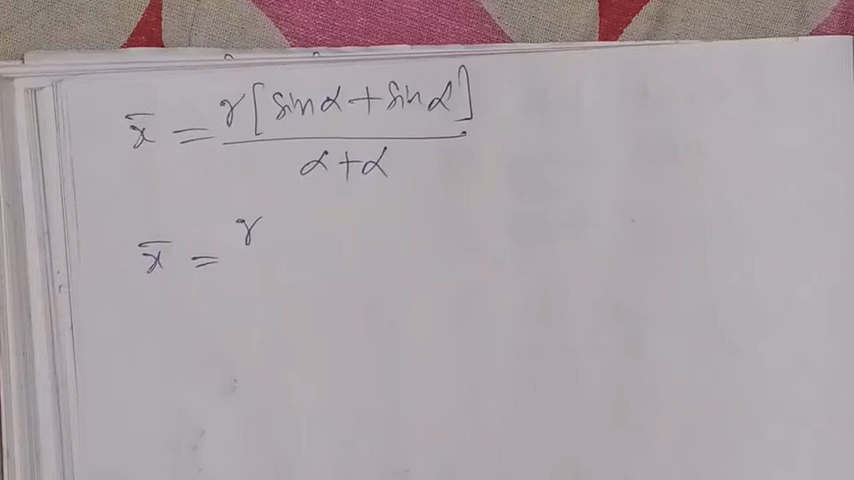 x̄ = r[sinα + sinα] / α + α
x̄ = r